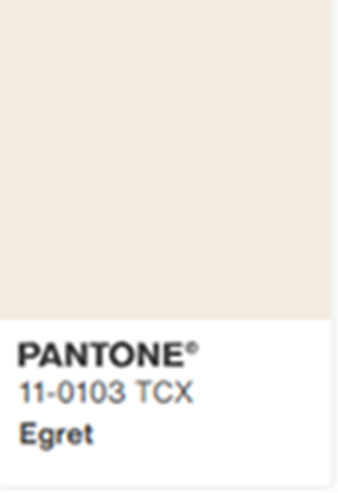 PANTONE®
11-0103 TCX
Egret